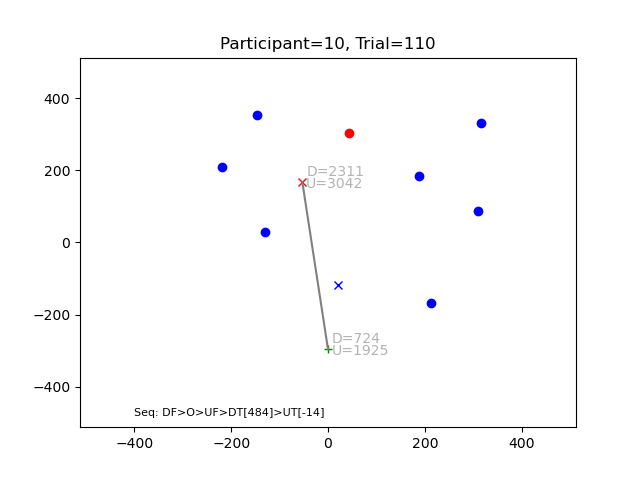 Participant=10, Trial=110
400
200
0
−200
−400
D=2311
U=3042
D=724
U=1925
Seq: DF>O>UF>DT[484]>UT[-14]
−400
−200
0
200
400